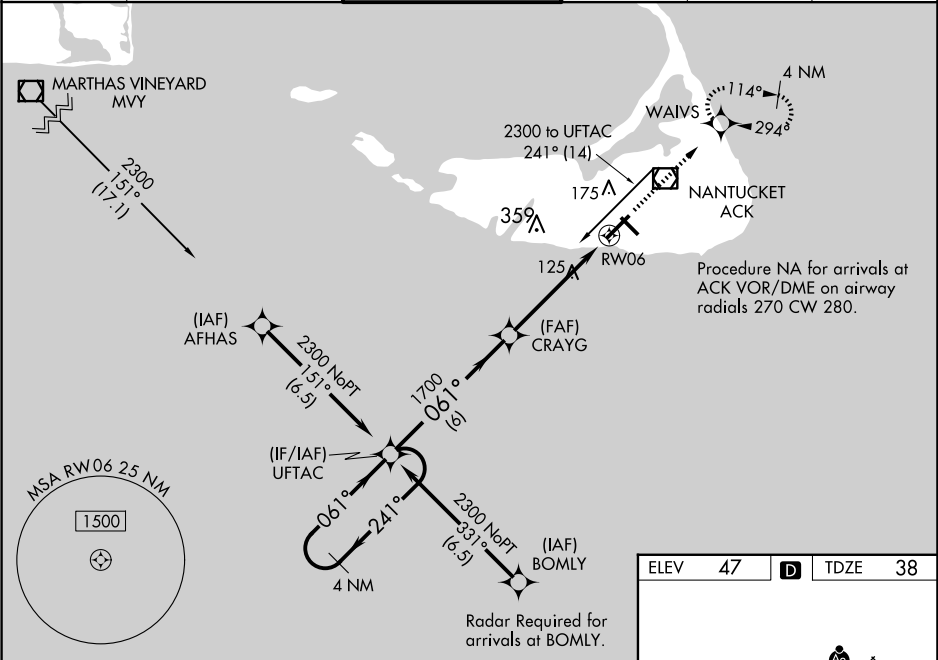 MARTHAS VINEYARD
MVY
2300
151°
(17.1)
4 NM
114°
294°
WAIVS
2300 to UFTAC
241° (14)
175
NANTUCKET
ACK
359
RW06
125
Procedure NA for arrivals at
ACK VOR/DME on airway
radials 270 CW 280.
(IAF)
AFHAS
2300 NoPT
151°
(6.5)
(FAF)
CRAYG
1700
061°
(6)
(IF/IAF)
UFTAC
061°
241°
4 NM
2300 NoPT
331°
(6.5)
(IAF)
BOMLY
Radar Required for
arrivals at BOMLY.
MSA RW06 25 NM
1500
ELEV 47 D TDZE 38